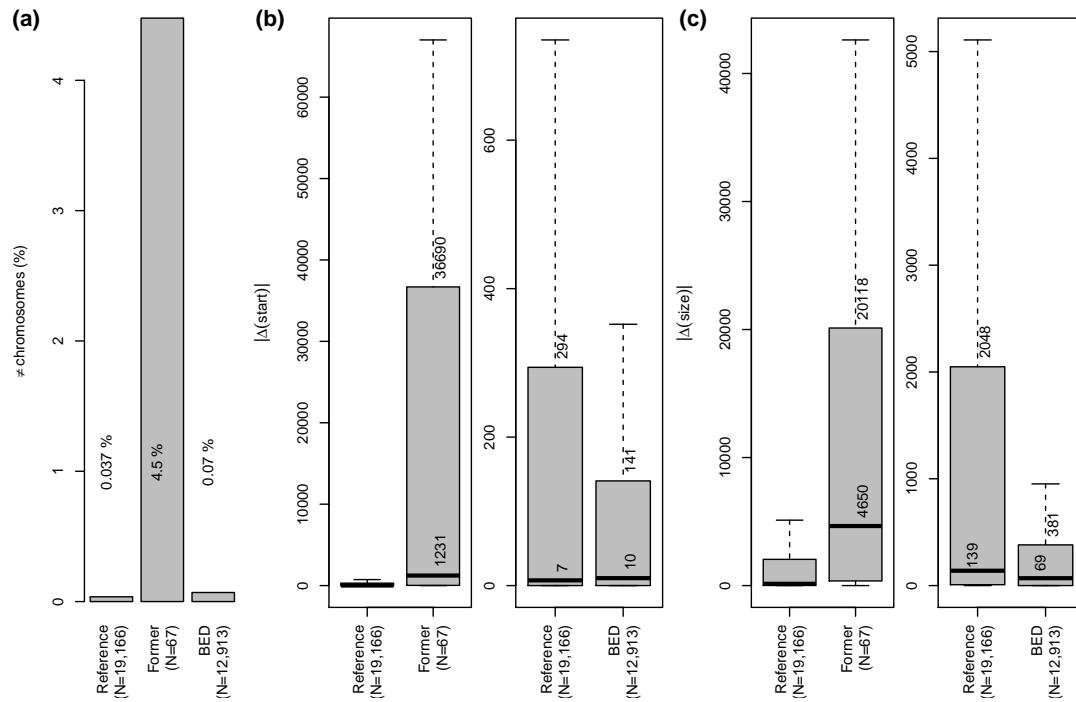 (a)
≠ chromosomes (%)
0
1
2
3
4
0.037 %
4.5 %
0.07 %
Reference
(N=19,166)
Former
(N=67)
BED
(N=12,913)
(b)
|Δ(start)|
0
10000
20000
30000
40000
50000
60000
1231
36690
Reference
(N=19,166)
Former
(N=67)
0
200
400
600
7
294
10
141
Reference
(N=19,166)
BED
(N=12,913)
(c)
|Δ(size)|
0
10000
20000
30000
40000
4650
20118
Reference
(N=19,166)
Former
(N=67)
0
1000
2000
3000
4000
5000
139
2048
69
381
Reference
(N=19,166)
BED
(N=12,913)